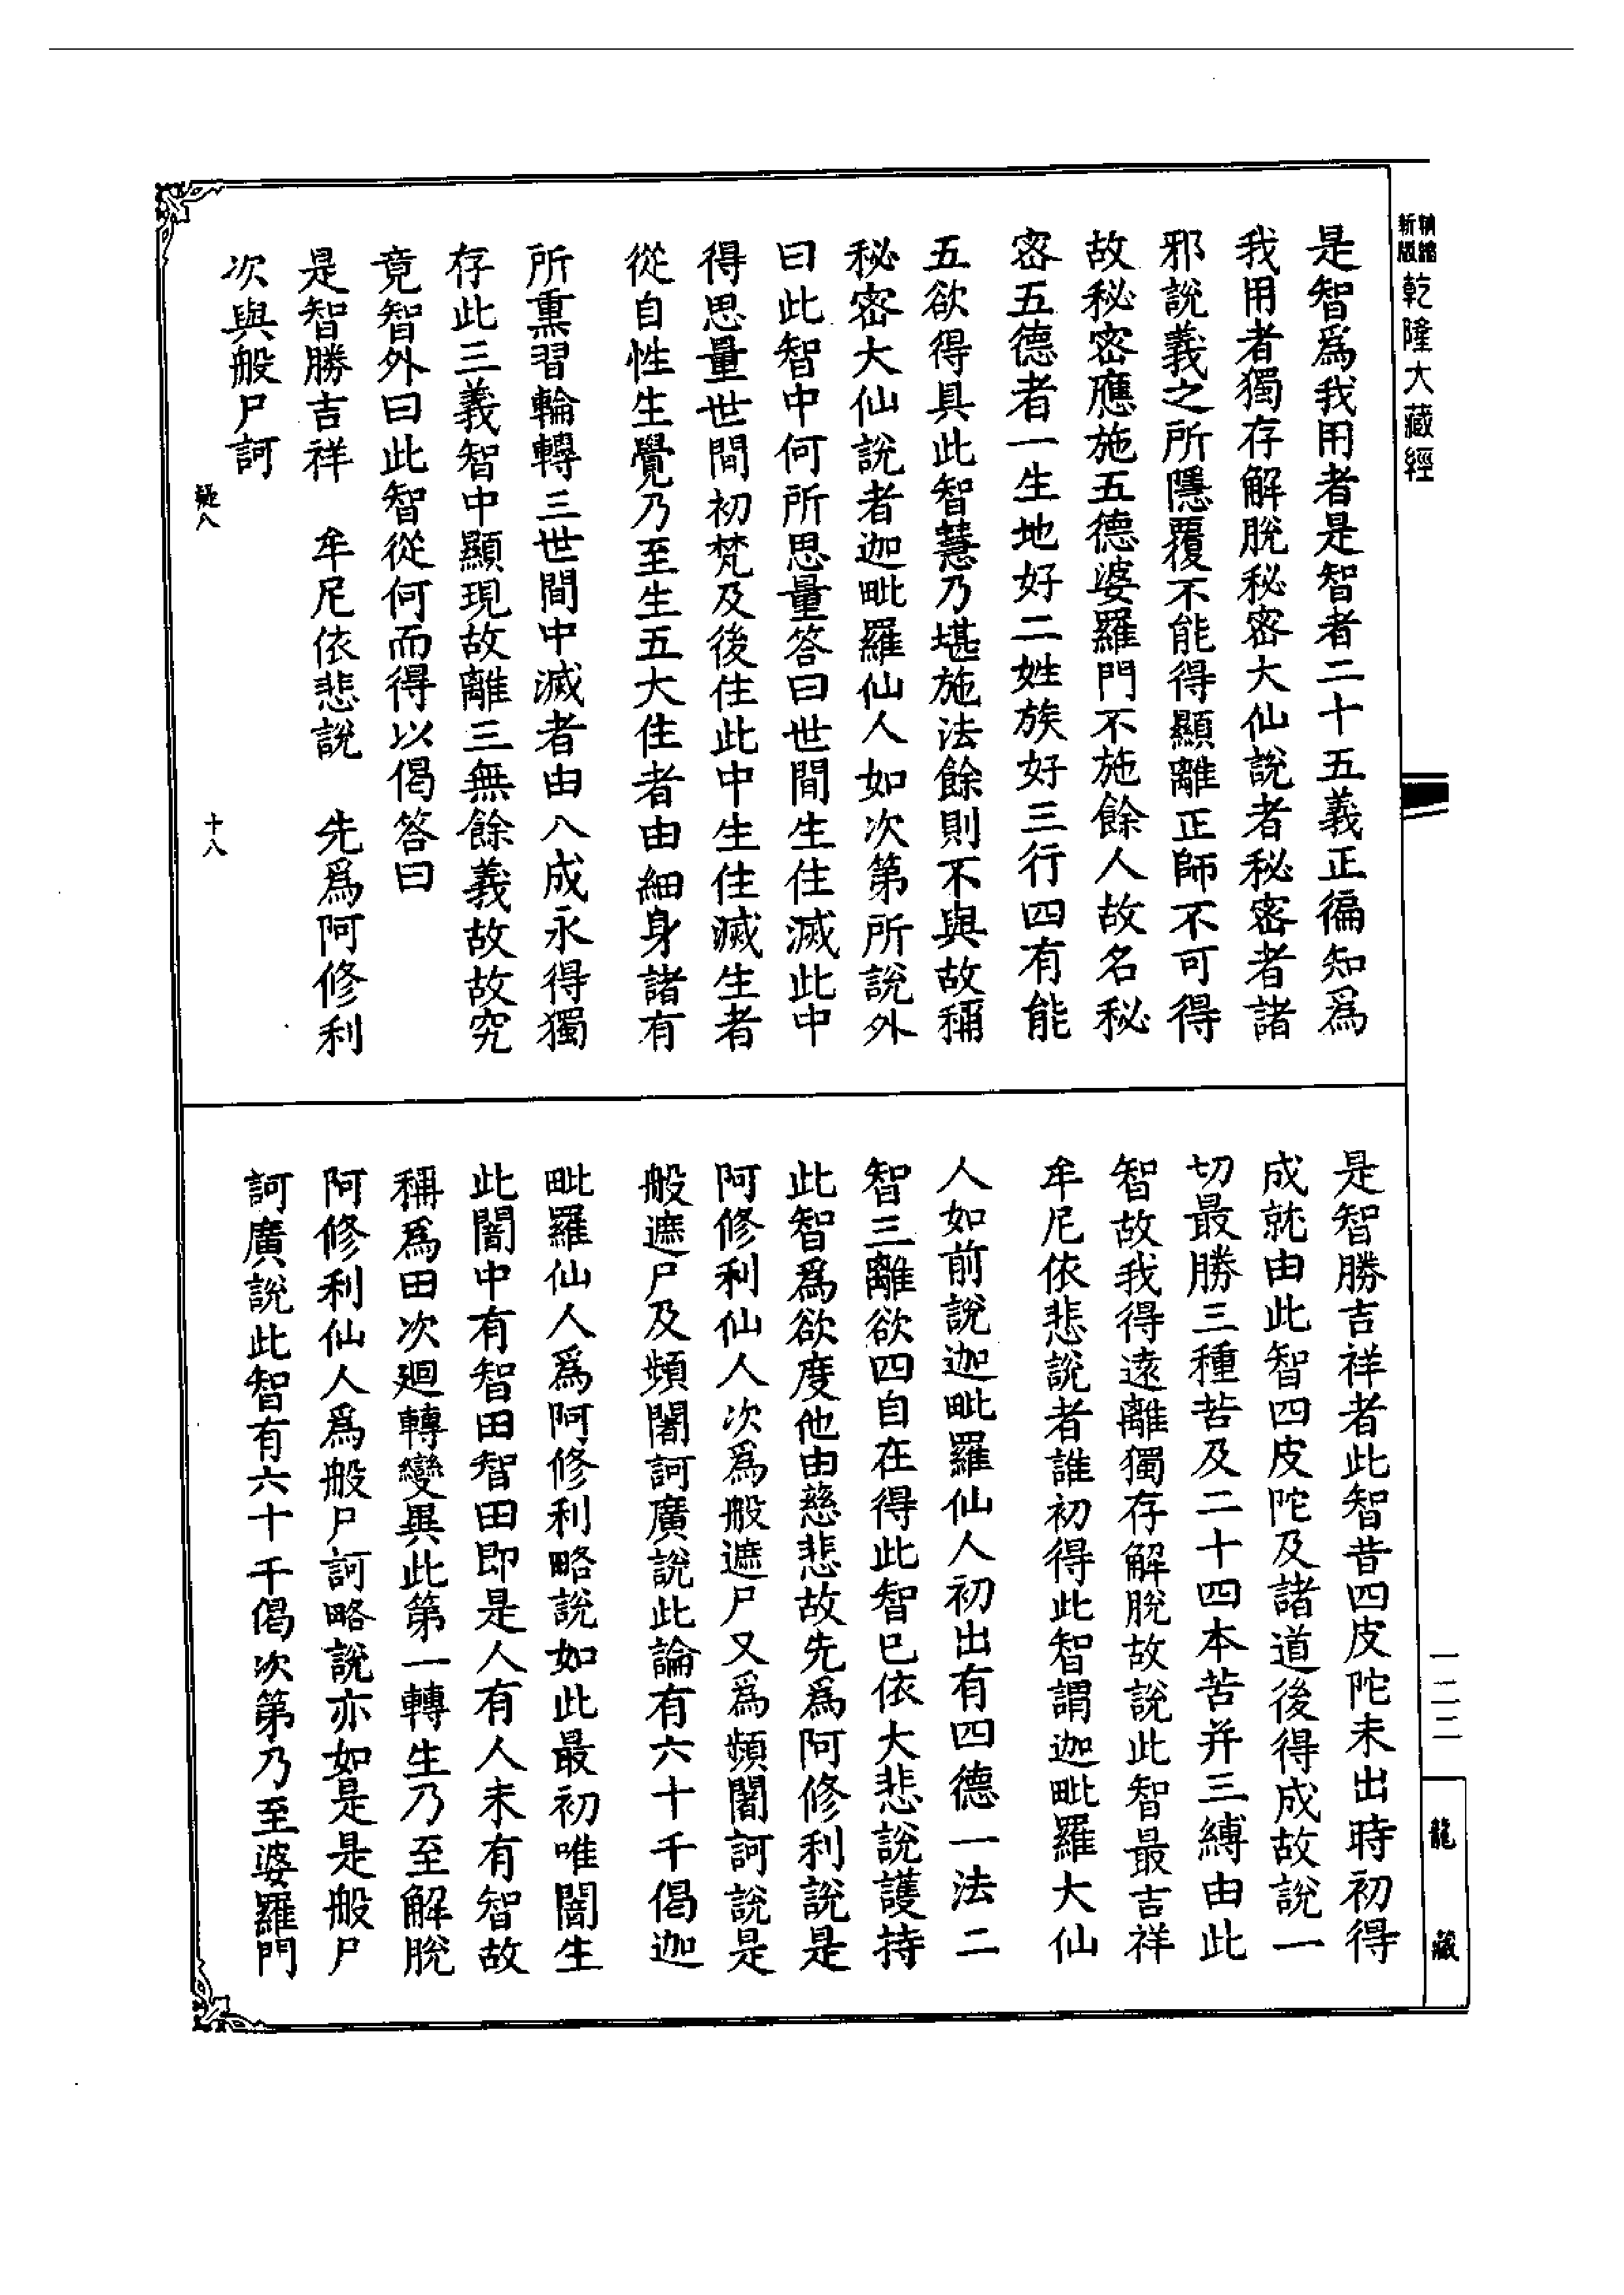 精縮
新版
乾隆大藏經
是智爲我用者是智者二十五義正徧知爲
我用者獨存解脫秘密大仙說者秘密者諸
邪說義之所隱覆不能得顯離正師不可得
故秘密應施五德婆羅門不施餘人故名秘
密五德者一生地好二姓族好三行四有能
五欲得具此智慧乃堪施法餘則不與故稱
秘密大仙說者迦毗羅仙人如次第所說外
曰此智中何所思量答曰世間生住滅此中
得思量世間初梵及後住此中生住滅生者
從自性生覺乃至生五大住者由細身諸有
所熏習輪轉三世間中滅者由八成永得獨
存此三義智中顯現故離三無餘義故故究
竟智外曰此智從何而得以偈答曰
是智勝吉祥　牟尼依悲說　先爲阿修利
次與般尸訶
疑八
十八
是智勝吉祥者此智昔四皮陀未出時初得
成就由此智四皮陀及諸道後得成故說一
切最勝三種苦及二十四本苦并三縛由此
智故我得遠離獨存解脫故說此智最吉祥
牟尼依悲說者誰初得此智謂迦毗羅大仙
人如前說迦毗羅仙人初出有四德一法二
智三離欲四自在得此智已依大悲說護持
此智爲欲度他由慈悲故先爲阿修利說是
阿修利仙人次爲般遮尸又爲頻闍訶說是
般遮尸及頻闍訶廣說此論有六十千偈迦
毗羅仙人爲阿修利略說如此最初唯闇生
此闇中有智田智田即是人有人未有智故
稱爲田次廻轉變異此第一轉生乃至解脫
阿修利仙人爲般尸訶略說亦如是是般尸
訶廣說此智有六十千偈次第乃至婆羅門
一二二
龍藏